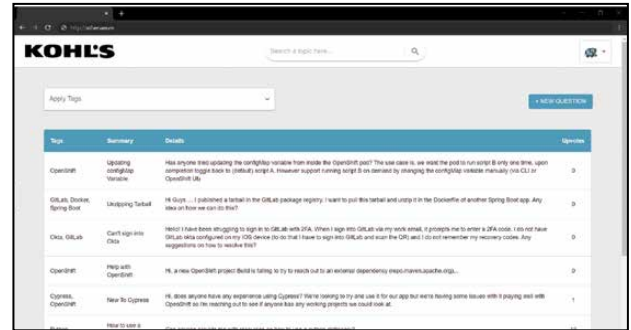 KOHL'S
Search a topic here...
Apply Tags
+ NEW QUESTION
Tags Summary Details Upvotes
OpenShift
Updating
configMap
Variable
Has anyone tried updating the configMap variable from inside the OpenShift pod? The use case is, we want the pod to run script B only one time, upon
completion toggle back to (default) script A. However support running script B on demand by changing the configMap variable manually (via CLI or
OpenShift UI)
0
GitLab, Docker,
Spring Boot
Unzipping Tarball
Hi Guys.... I published a tarball in the GitLab package registry. I want to pull this tarball and unzip it in the Dockerfile of another Spring Boot app. Any
idea on how we can do this?
0
Okta, GitLab
Can't sign into
Okta
Hello! I have been struggling to sign in to GitLab with 2FA. When I sign into GitLab via my work email, it prompts me to enter a 2FA code. I do not have
GitLab okta configured on my IOS device (to do that I have to sign into GitLab and scan the QR) and I do not remember my recovery codes. Any
suggestions on how to resolve this?
0
OpenShift
Help with
OpenShift
Hi, a new OpenShift project Build is failing to try to reach out to an external dependency (repo.maven.apache.org)...
0
Cypress,
OpenShift
New To Cypress
Hi, does anyone have any experience using Cypress? We're looking to try and use it for our app but we're having some issues with it playing well with
OpenShift so I'm reaching out to see if anyone has any working projects we could look at.
1
How to use a